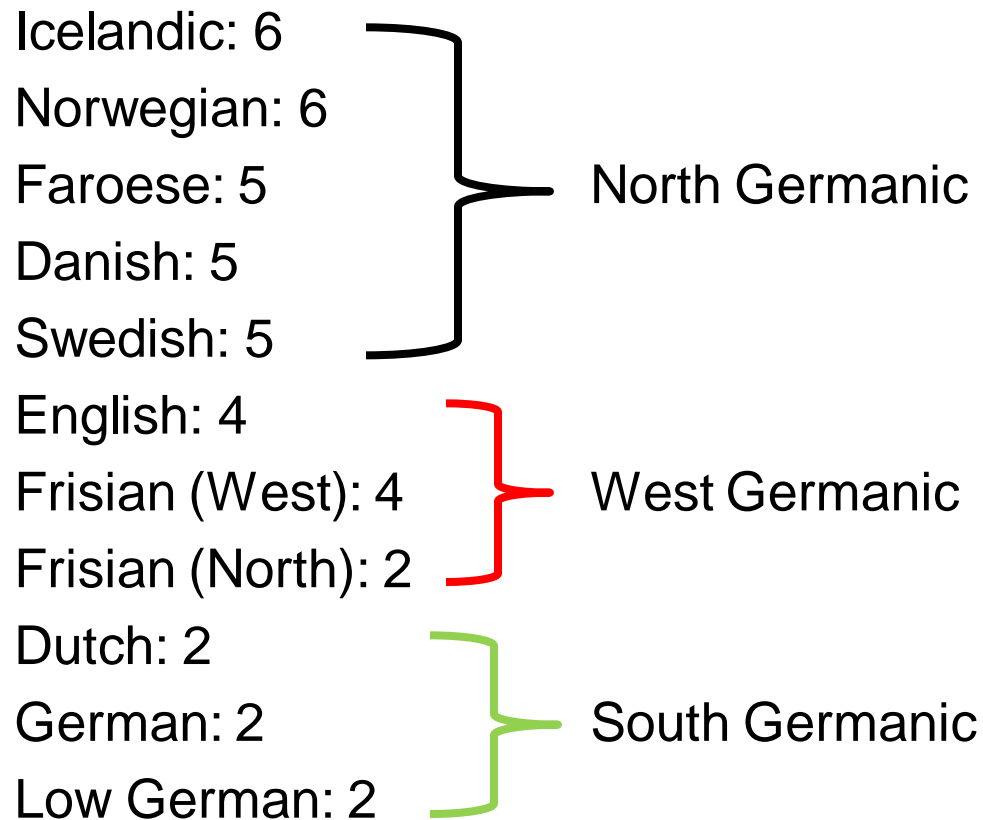 Icelandic: 6
Norwegian: 6
Faroese: 5
North Germanic
Danish: 5
Swedish: 5
English: 4
Frisian (West): 4
West Germanic
Frisian (North): 2
Dutch: 2
German: 2
South Germanic
Low German: 2